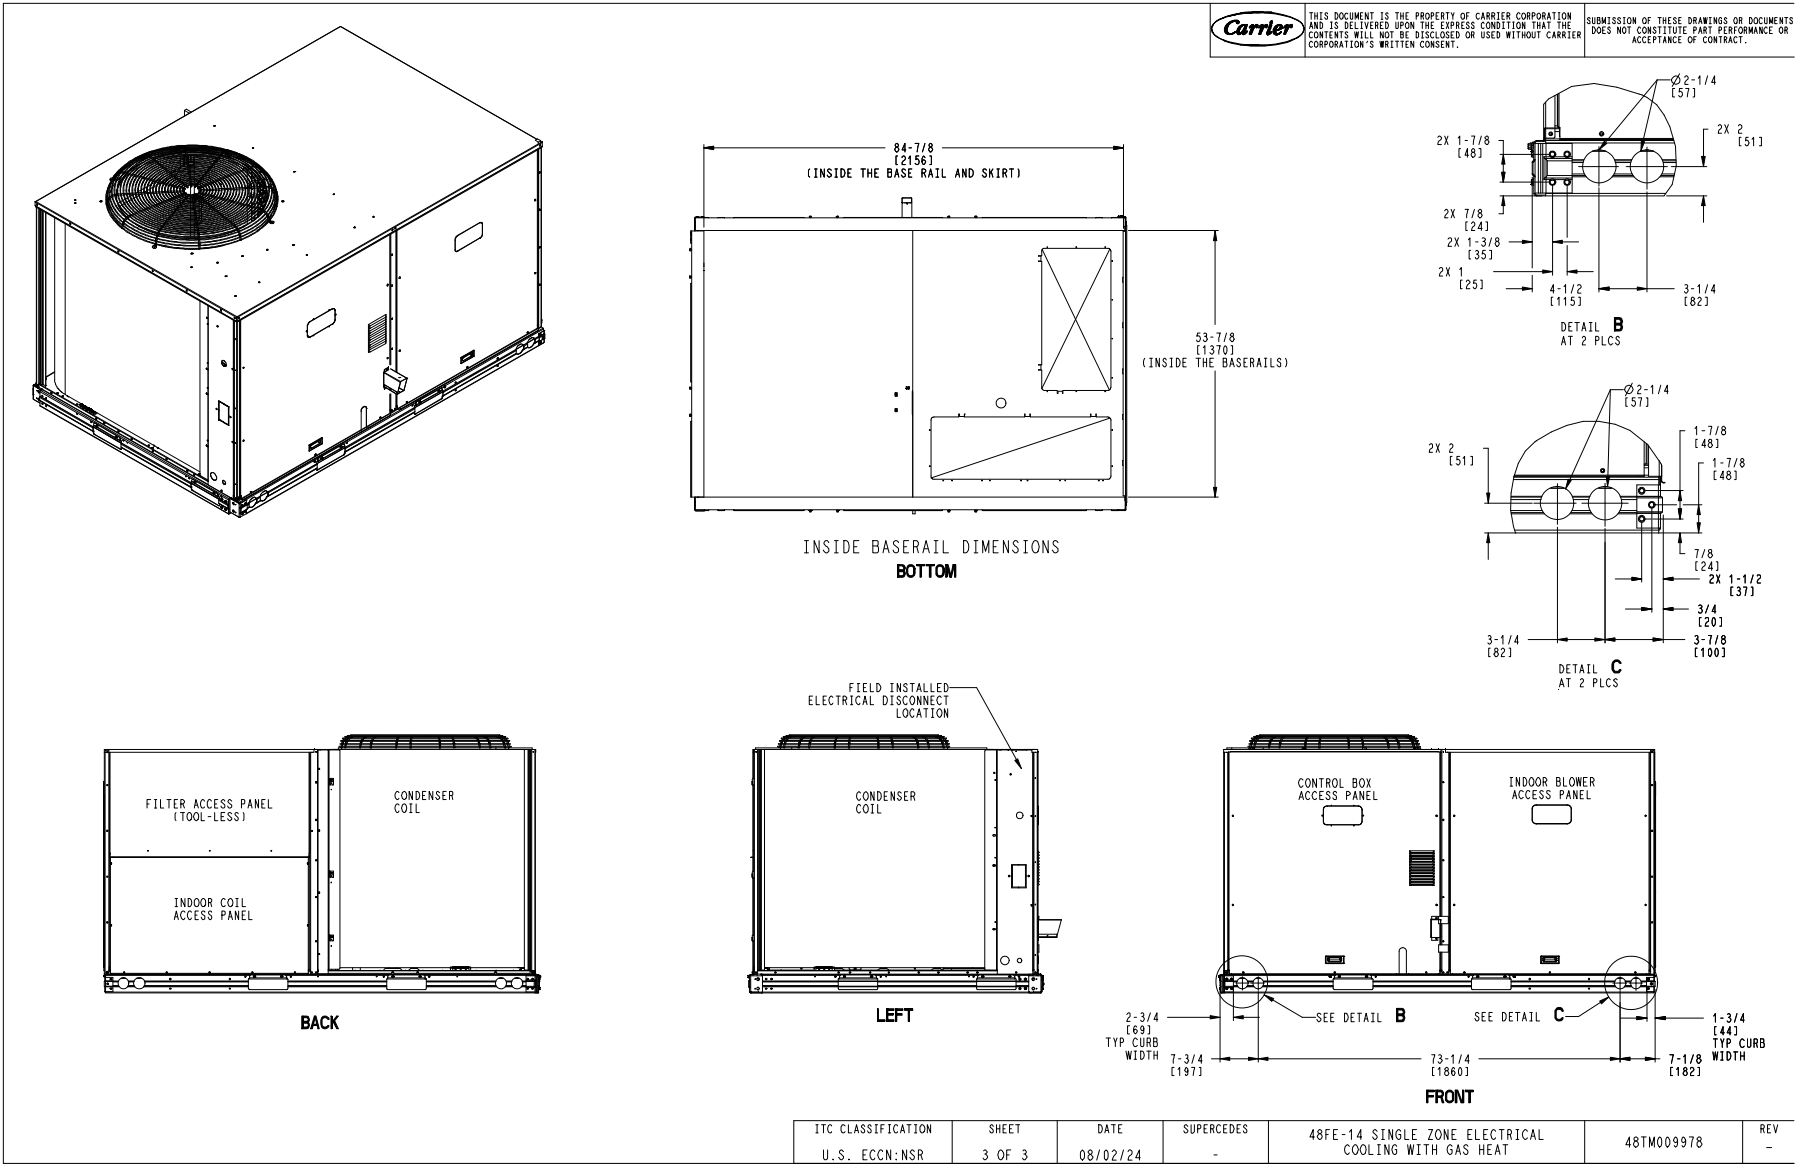 Carrier
THIS DOCUMENT IS THE PROPERTY OF CARRIER CORPORATION
AND IS DELIVERED UPON THE EXPRESS CONDITION THAT THE
CONTENTS WILL NOT BE DISCLOSED OR USED WITHOUT CARRIER
CORPORATION'S WRITTEN CONSENT.
SUBMISSION OF THESE DRAWINGS OR DOCUMENTS
DOES NOT CONSTITUTE PART PERFORMANCE OR
ACCEPTANCE OF CONTRACT.
84-7/8
[2156]
(INSIDE THE BASE RAIL AND SKIRT)
53-7/8
[1370]
(INSIDE THE BASERAILS)
INSIDE BASERAIL DIMENSIONS
BOTTOM
Ø2-1/4
[57]
2X 2
[51]
2X 1-7/8
[48]
2X 7/8
[24]
2X 1-3/8
[35]
2X 1
[25]
4-1/2
[115]
3-1/4
[82]
DETAIL B
AT 2 PLCS
Ø2-1/4
[57]
2X 2
[51]
1-7/8
[48]
1-7/8
[48]
7/8
[24]
2X 1-1/2
[37]
3/4
[20]
3-1/4
[82]
3-7/8
[100]
DETAIL C
AT 2 PLCS
FILTER ACCESS PANEL
(TOOL-LESS)
INDOOR COIL
ACCESS PANEL
CONDENSER
COIL
BACK
FIELD INSTALLED
ELECTRICAL DISCONNECT
LOCATION
CONDENSER
COIL
LEFT
CONTROL BOX
ACCESS PANEL
INDOOR BLOWER
ACCESS PANEL
SEE DETAIL B
SEE DETAIL C
2-3/4
[69]
TYP CURB
WIDTH
7-3/4
[197]
73-1/4
[1860]
7-1/8
[182]
1-3/4
[44]
TYP CURB
WIDTH
FRONT
ITC CLASSIFICATION
U.S. ECCN:NSR
SHEET
3 OF 3
DATE
08/02/24
SUPERCEDES
-
48FE-14 SINGLE ZONE ELECTRICAL
COOLING WITH GAS HEAT
48TM009978
REV
-